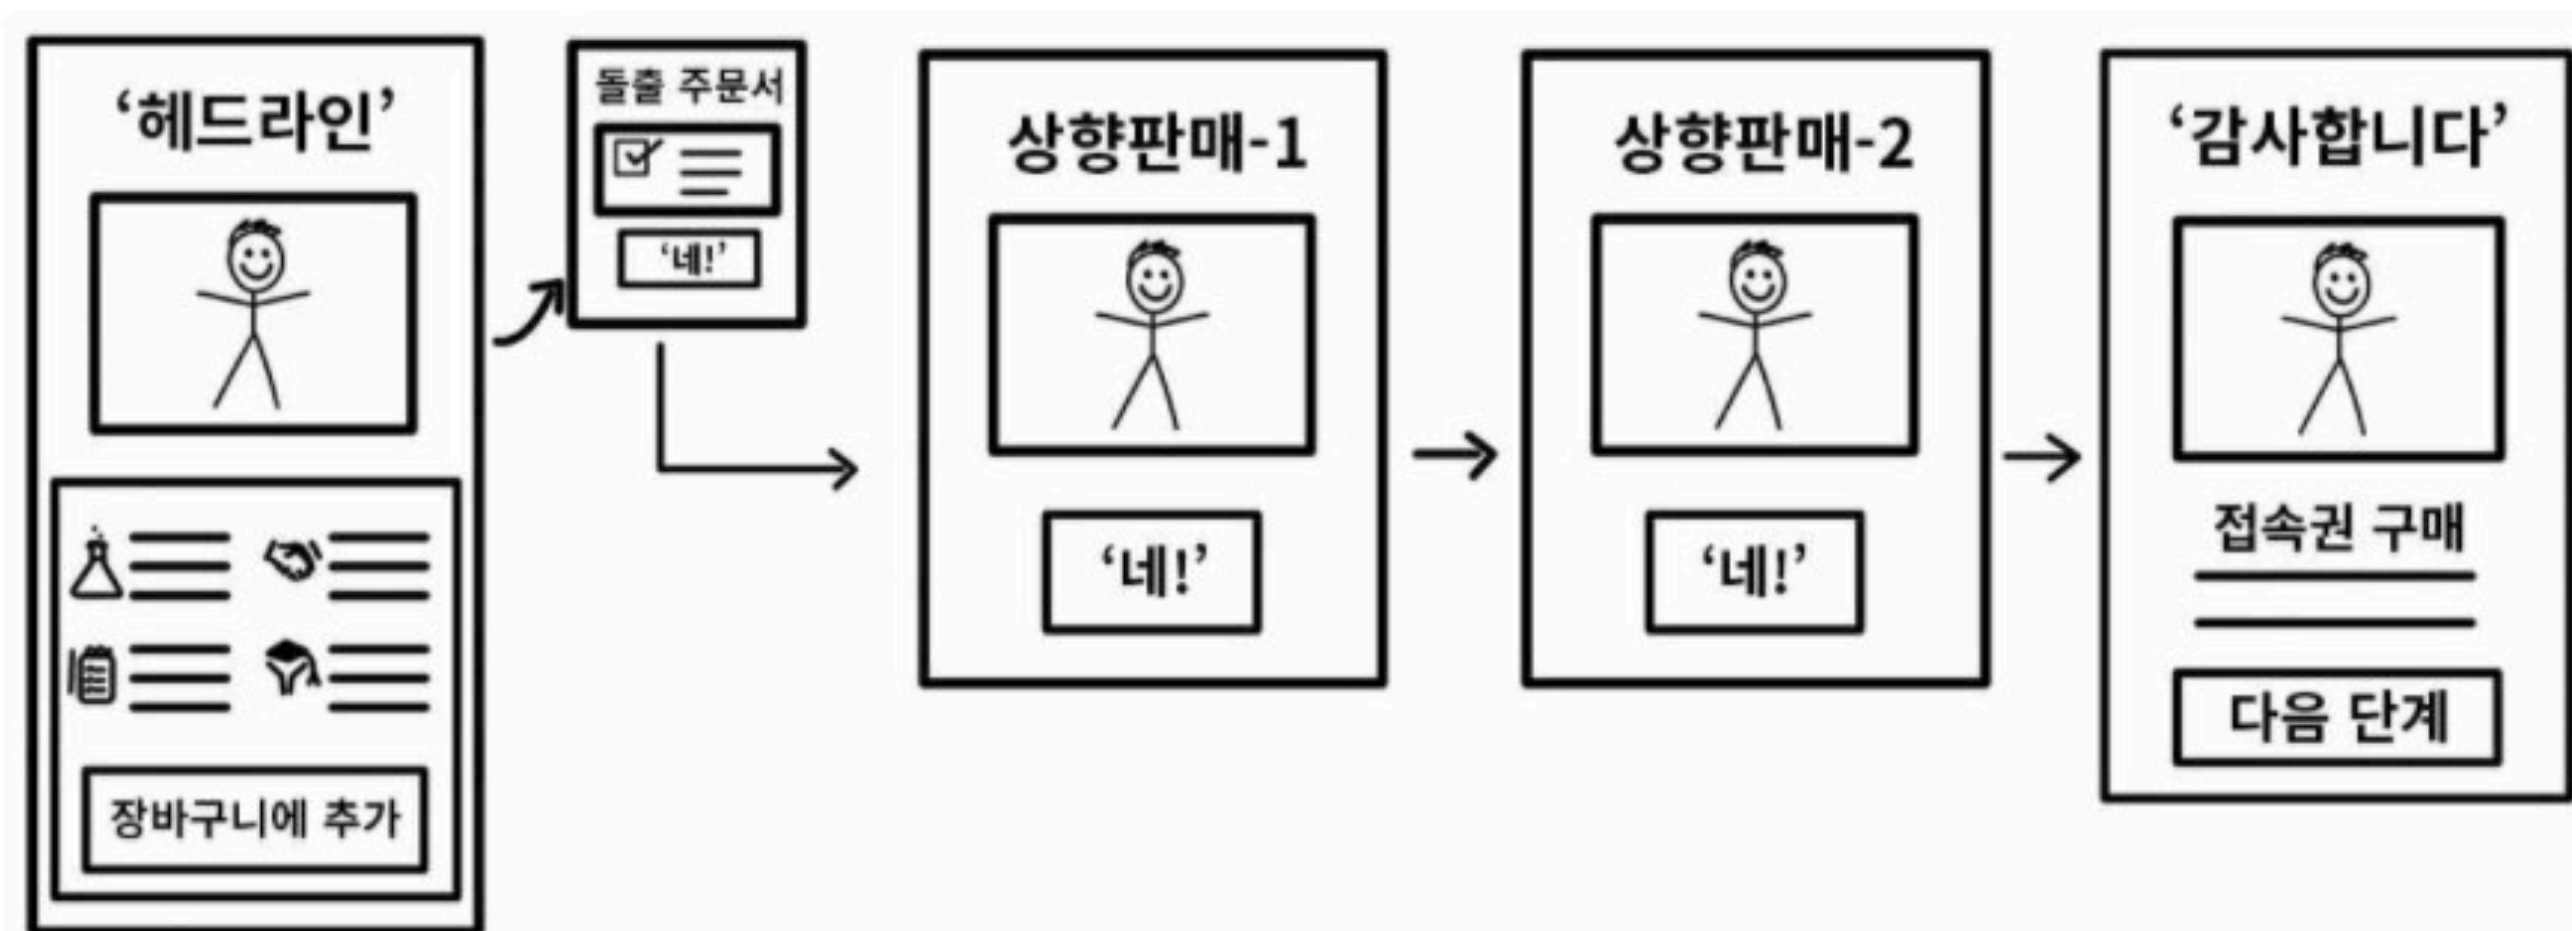 ‘헤드라인’
장바구니에 추가
돌출 주문서
‘네!’
상향판매-1
‘네!’
상향판매-2
‘네!’
‘감사합니다’
접속권 구매
다음 단계